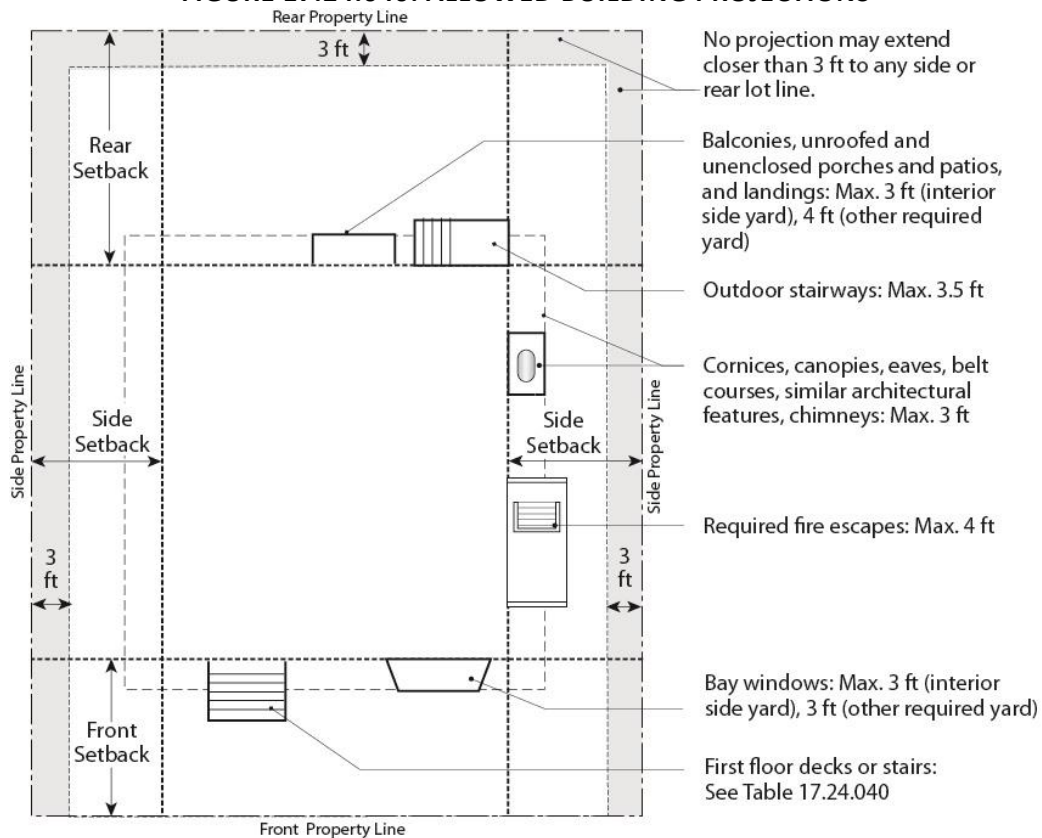 FIGURE ALLOWED BUILDING PROJECTIONS
Rear Property Line
3 ft
No projection may extend
closer than 3 ft to any side or
rear lot line.
Rear
Setback
Balconies, unroofed and
unenclosed porches and patios,
and landings: Max. 3 ft (interior
side yard), 4 ft (other required
yard)
Outdoor stairways: Max. 3.5 ft
Cornices, canopies, eaves, belt
courses, similar architectural
features, chimneys: Max. 3 ft
Side Property Line
Side
Setback
Side
Setback
Side Property Line
Required fire escapes: Max. 4 ft
3
ft
3
ft
Bay windows: Max. 3 ft (interior
side yard), 3 ft (other required yard)
Front
Setback
First floor decks or stairs:
See Table 17.24.040
Front Property Line